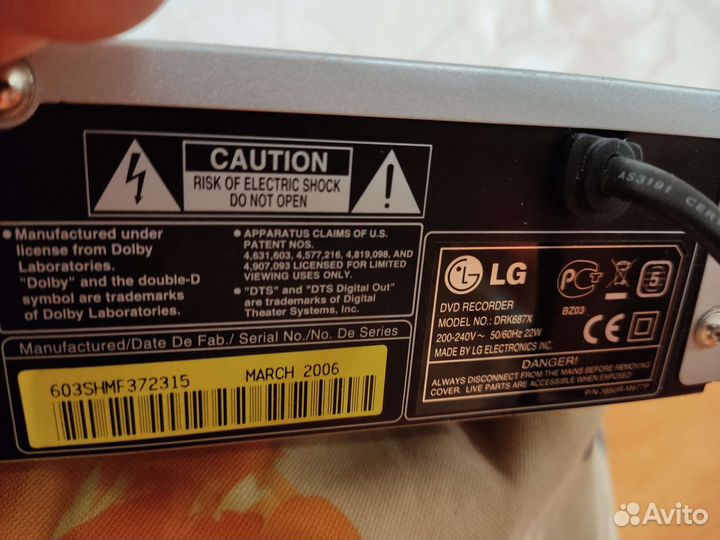 CAUTION
RISK OF ELECTRIC SHOCK
DO NOT OPEN
• Manufactured under
license from Dolby
Laboratories.
"Dolby" and the double-D
symbol are trademarks
of Dolby Laboratories.
• APPARATUS CLAIMS OF U.S.
PATENT NOS.
4,631,603, 4,577,216, 4,819,098, and
4,907,093 LICENSED FOR LIMITED
VIEWING USES ONLY.
• "DTS" and "DTS Digital Out"
are trademarks of Digital
Theater Systems, Inc.
Manufactured/Date De Fab./ Serial No./No. De Series
603SHMF372315 MARCH 2006
LG
DVD RECORDER
MODEL NO.: DRK687X
200-240V~ 50/60Hz 22W
MADE BY LG ELECTRONICS INC.
BZ03
5
CE
DANGER!
ALWAYS DISCONNECT FROM THE MAINS BEFORE REMOVING
COVER. LIVE PARTS ARE ACCESSIBLE WHEN EXPOSED.
AS3191 CER
Avito